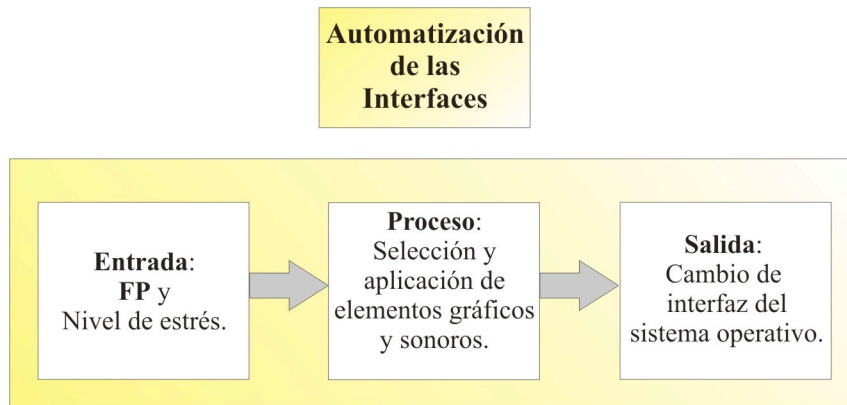 Automatización
de las
Interfaces
Entrada:
FP y
Nivel de estrés.
Proceso:
Selección y
aplicación de
elementos gráficos
y sonoros.
Salida:
Cambio de
interfaz del
sistema operativo.